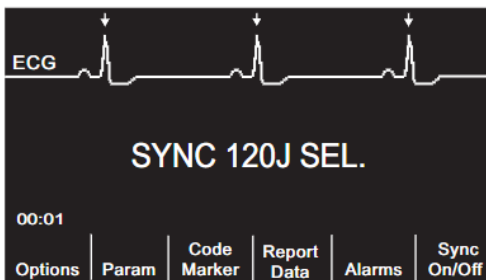 ECG
SYNC 120J SEL.
00:01
Options Param Code Marker Report Data Alarms Sync On/Off